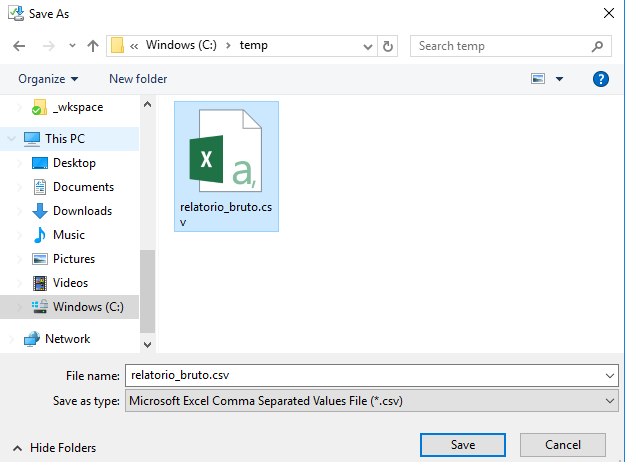 Save As
« Windows (C:) › temp
Search temp
Organize
New folder
?
_wkspace
This PC
Desktop
Documents
Downloads
Music
Pictures
Videos
Windows (C:)
Network
X
a,
relatorio_bruto.cs
v
File name: relatorio_bruto.csv
Save as type: Microsoft Excel Comma Separated Values File (*.csv)
Hide Folders
Save
Cancel